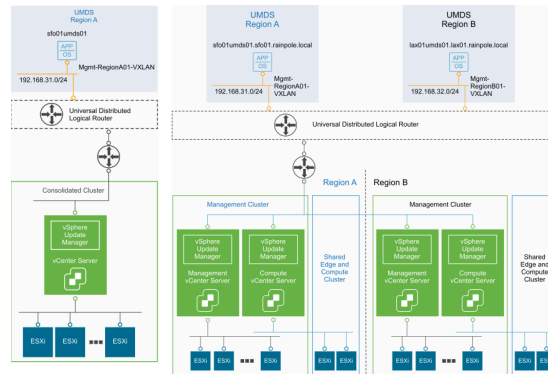 UMDS
Region A
sfo01umds01
APP
OS
Mgmt-RegionA01-VXLAN
192.168.31.0/24
Universal Distributed
Logical Router
Consolidated Cluster
vSphere
Update
Manager
vCenter Server
ESXi
ESXi
ESXi
UMDS
Region A
sfo01umds01.sfo01.rainpole.local
APP
OS
Mgmt-
RegionA01-
VXLAN
192.168.31.0/24
UMDS
Region B
lax01umds01.lax01.rainpole.local
APP
OS
Mgmt-
RegionB01-
VXLAN
192.168.32.0/24
Universal Distributed Logical Router
Region A
Region B
Management Cluster
vSphere
Update
Manager
Management
vCenter Server
vSphere
Update
Manager
Compute
vCenter Server
ESXi
ESXi
ESXi
Shared
Edge and
Compute
Cluster
ESXi
ESXi
Management Cluster
vSphere
Update
Manager
Management
vCenter Server
vSphere
Update
Manager
Compute
vCenter Server
ESXi
ESXi
ESXi
Shared
Edge and
Compute
Cluster
ESXi
ESXi